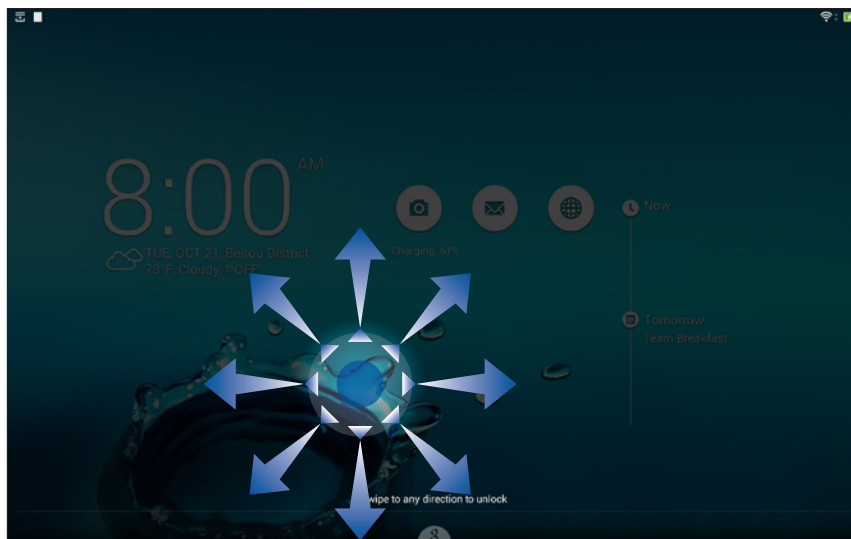 8:00 AM
TUE, OCT 21, Beitou District
73°F, Cloudy
Charging, 61%
Now
Tomorrow
Team Breakfast
wipe to any direction to unlock
8